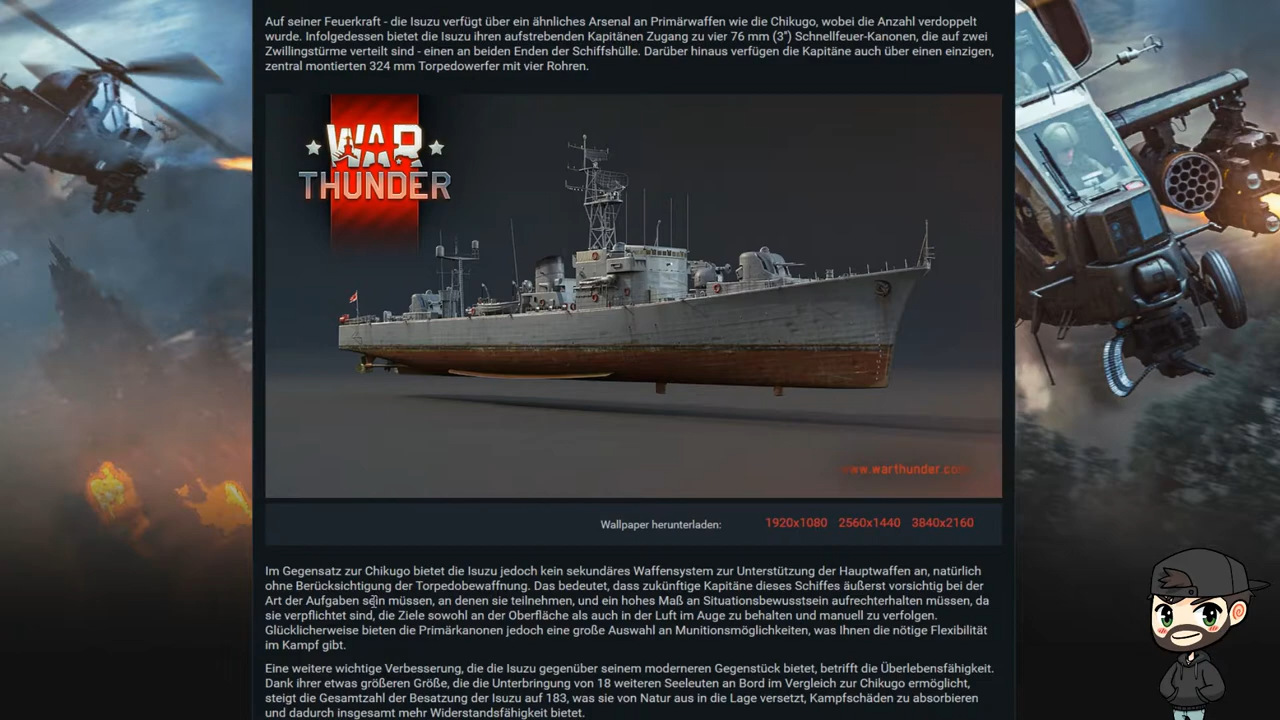 Auf seiner Feuerkraft - die Isuzu verfügt über ein ähnliches Arsenal an Primärwaffen wie die Chikugo, wobei die Anzahl verdoppelt
wurde. Infolgedessen bietet die Isuzu ihren aufstrebenden Kapitänen Zugang zu vier 76 mm (3") Schnellfeuer-Kanonen, die auf zwei
Zwillingstürme verteilt sind - einen an beiden Enden der Schiffshülle. Darüber hinaus verfügen die Kapitäne auch über einen einzigen,
zentral montierten 324 mm Torpedowerfer mit vier Rohren.
WAR
THUNDER
www.warthunder.com
Wallpaper herunterladen: 1920x1080 2560x1440 3840x2160
Im Gegensatz zur Chikugo bietet die Isuzu jedoch kein sekundäres Waffensystem zur Unterstützung der Hauptwaffen an, natürlich
ohne Berücksichtigung der Torpedobewaffnung. Das bedeutet, dass zukünftige Kapitäne dieses Schiffes äußerst vorsichtig bei der
Art der Aufgaben sein müssen, an denen sie teilnehmen, und ein hohes Maß an Situationsbewusstsein aufrechterhalten müssen, da
sie verpflichtet sind, die Ziele sowohl an der Oberfläche als auch in der Luft im Auge zu behalten und manuell zu verfolgen.
Glücklicherweise bieten die Primärkanonen jedoch eine große Auswahl an Munitionsmöglichkeiten, was Ihnen die nötige Flexibilität
im Kampf gibt.
Eine weitere wichtige Verbesserung, die die Isuzu gegenüber seinem moderneren Gegenstück bietet, betrifft die Überlebensfähigkeit.
Dank ihrer etwas größeren Größe, die die Unterbringung von 18 weiteren Seeleuten an Bord im Vergleich zur Chikugo ermöglicht,
steigt die Gesamtzahl der Besatzung der Isuzu auf 183, was sie von Natur aus in die Lage versetzt, Kampfschäden zu absorbieren
und dadurch insgesamt mehr Widerstandsfähigkeit bietet.